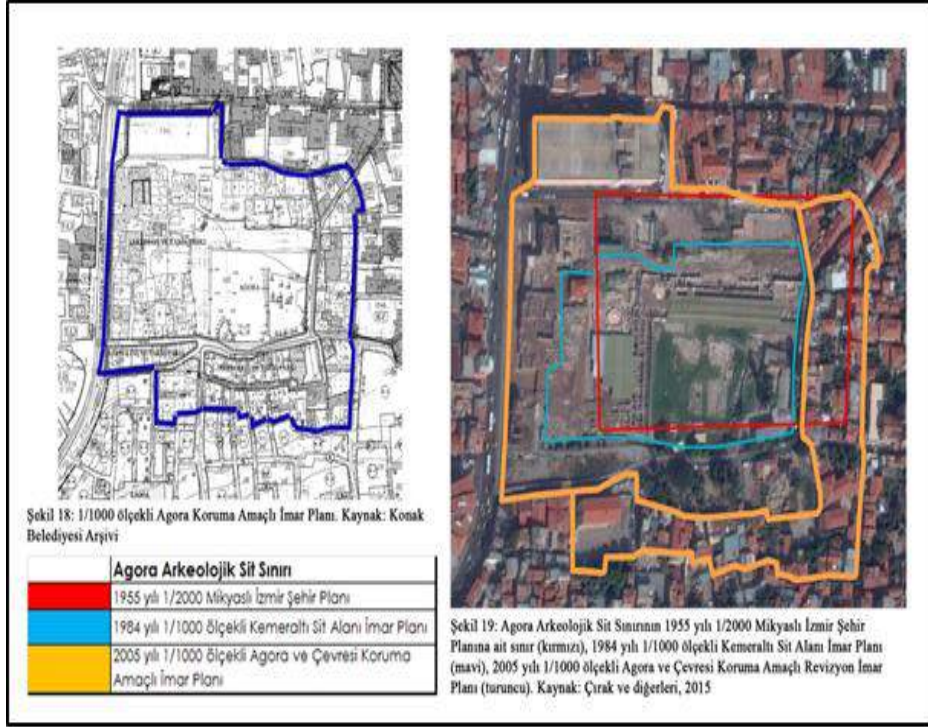 Şekil 18: 1/1000 ölçekli Agora Koruma Amaçlı İmar Planı. Kaynak: Konak
Belediyesi Arşivi
Agora Arkeolojik Sit Sınırı
1955 yılı 1/2000 Mikyaslı İzmir Şehir Planı
1984 yılı 1/1000 ölçekli Kemeraltı Sit Alanı İmar Planı
2005 yılı 1/1000 ölçekli Agora ve Çevresi Koruma
Amaçlı İmar Planı
Şekil 19: Agora Arkeolojik Sit Sınırının 1955 yılı 1/2000 Mikyaslı İzmir Şehir
Planına ait sınır (kırmızı), 1984 yılı 1/1000 ölçekli Kemeraltı Sit Alanı İmar Planı
(mavi), 2005 yılı 1/1000 ölçekli Agora ve Çevresi Koruma Amaçlı Revizyon İmar
Planı (turuncu). Kaynak: Çırak ve diğerleri, 2015